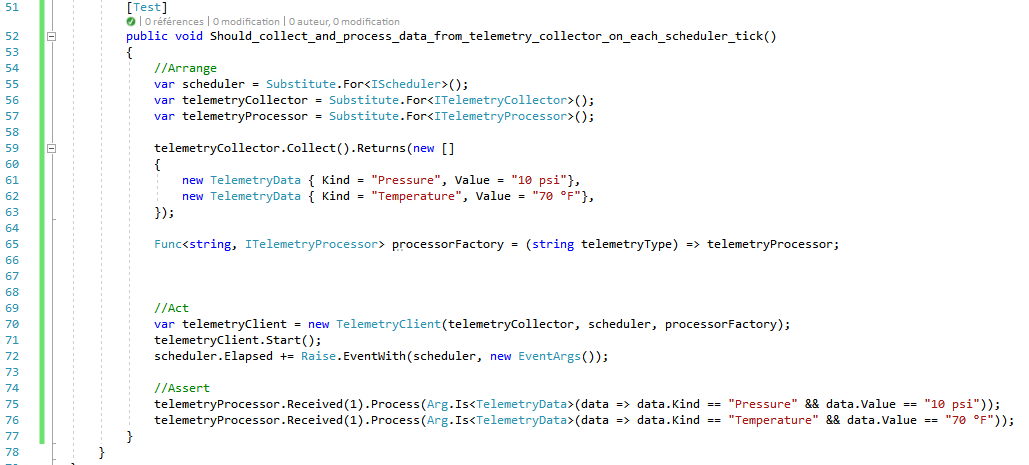 51 [Test]
0 références | 0 modification | 0 auteur, 0 modification
52 public void Should_collect_and_process_data_from_telemetry_collector_on_each_scheduler_tick()
53 {
54 //Arrange
55 var scheduler = Substitute.For<IScheduler>();
56 var telemetryCollector = Substitute.For<ITelemetryCollector>();
57 var telemetryProcessor = Substitute.For<ITelemetryProcessor>();
58
59 telemetryCollector.Collect().Returns(new []
60 {
61 new TelemetryData { Kind = "Pressure", Value = "10 psi"},
62 new TelemetryData { Kind = "Temperature", Value = "70 °F"},
63 });
64
65 Func<string, ITelemetryProcessor> processorFactory = (string telemetryType) => telemetryProcessor;
66
67
68
69 //Act
70 var telemetryClient = new TelemetryClient(telemetryCollector, scheduler, processorFactory);
71 telemetryClient.Start();
72 scheduler.Elapsed += Raise.EventWith(scheduler, new EventArgs());
73
74 //Assert
75 telemetryProcessor.Received(1).Process(Arg.Is<TelemetryData>(data => data.Kind == "Pressure" && data.Value == "10 psi"));
76 telemetryProcessor.Received(1).Process(Arg.Is<TelemetryData>(data => data.Kind == "Temperature" && data.Value == "70 °F"));
77 }
78 }